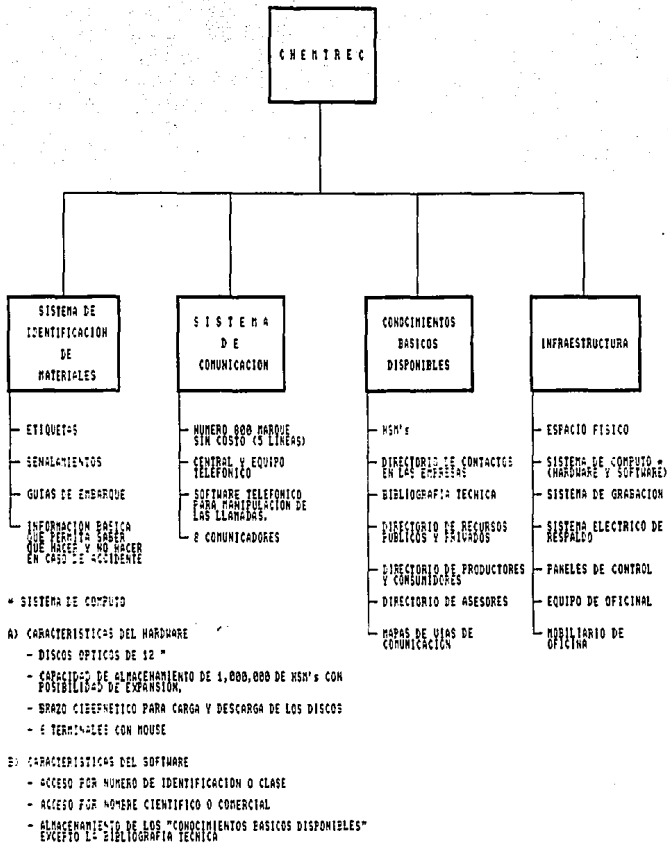 CHEMTREC
SISTEMA DE
IDENTIFICACION
DE
MATERIALES
ETIQUETAS
SENALAMIENTOS
GUIAS DE EMBARQUE
INFORMACION BASICA
QUE PERMITA SABER
QUE HACER Y NO HACER
EN CASO DE ACCIDENTE
SISTEMA
DE
COMUNICACION
NUMERO 800 MARQUE
SIN COSTO (5 LINEAS)
CENTRAL Y EQUIPO
TELEFONICO
SOFTWARE TELEFONICO
PARA MANIPULACION DE
LAS LLAMADAS.
8 COMUNICADORES
CONOCIMIENTOS
BASICOS
DISPONIBLES
HSM's
DIRECTORIO DE CONTACTOS
EN LAS EMPRESAS
BIBLIOGRAFIA TECNICA
DIRECTORIO DE RECURSOS
PUBLICOS Y PRIVADOS
DIRECTORIO DE PRODUCTORES
Y CONSUMIDORES
DIRECTORIO DE ASESORES
MAPAS DE VIAS DE
COMUNICACION
INFRAESTRUCTURA
ESPACIO FISICO
SISTEMA DE COMPUTO *
(HARDWARE Y SOFTWARE)
SISTEMA DE GRABACION
SISTEMA ELECTRICO DE
RESPALDO
PANELES DE CONTROL
EQUIPO DE OFICINAL
MOBILIARIO DE
OFICINA
* SISTEMA DE COMPUTO
A) CARACTERISTICAS DEL HARDWARE
- DISCOS OPTICOS DE 12 "
- CAPACIDAD DE ALMACENAMIENTO DE 1,000,000 DE HSM's CON
POSIBILIDAD DE EXPANSION.
- BRAZO CIBERNETICO PARA CARGA Y DESCARGA DE LOS DISCOS
- 6 TERMINALES CON MOUSE
B) CARACTERISTICAS DEL SOFTWARE
- ACCESO POR NUMERO DE IDENTIFICACION O CLASE
- ACCESO POR NOMBRE CIENTIFICO O COMERCIAL
- ALMACENAMIENTO DE LOS "CONOCIMIENTOS BASICOS DISPONIBLES"
EXCEPTO LA BIBLIOGRAFIA TECNICA